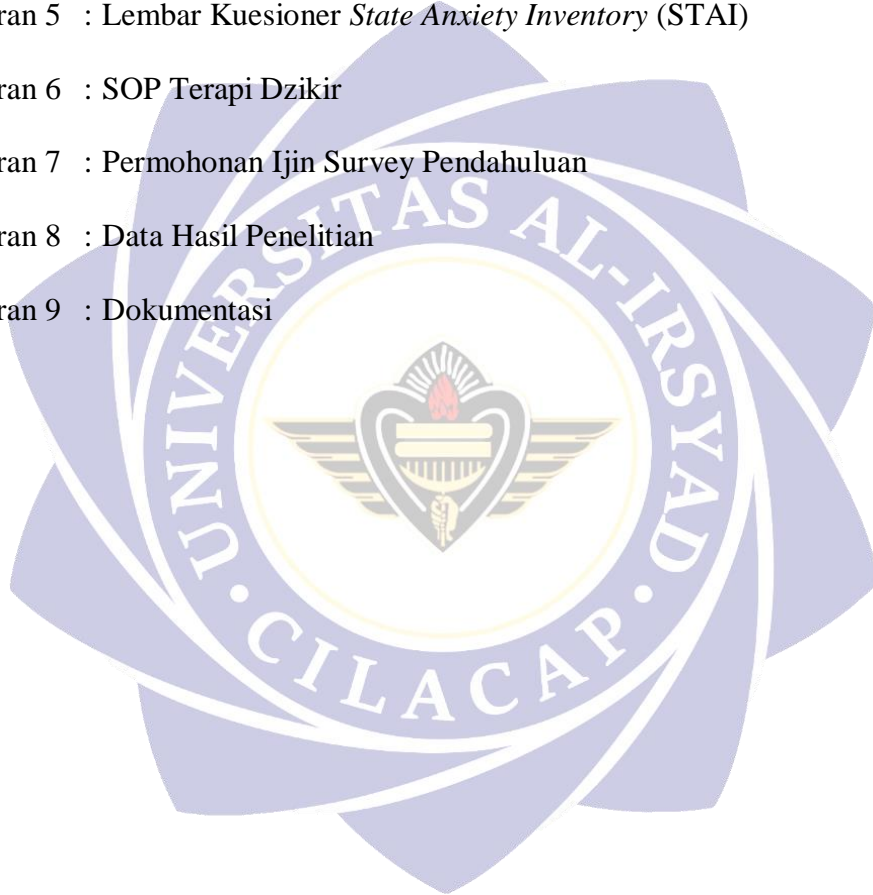 ran 5 : Lembar Kuesioner State Anxiety Inventory (STAI)
ran 6 : SOP Terapi Dzikir
ran 7 : Permohonan Ijin Survey Pendahuluan
ran 8 : Data Hasil Penelitian
ran 9 : Dokumentasi
UNIVERSITAS AL-IRSYAD
• CILACAP •